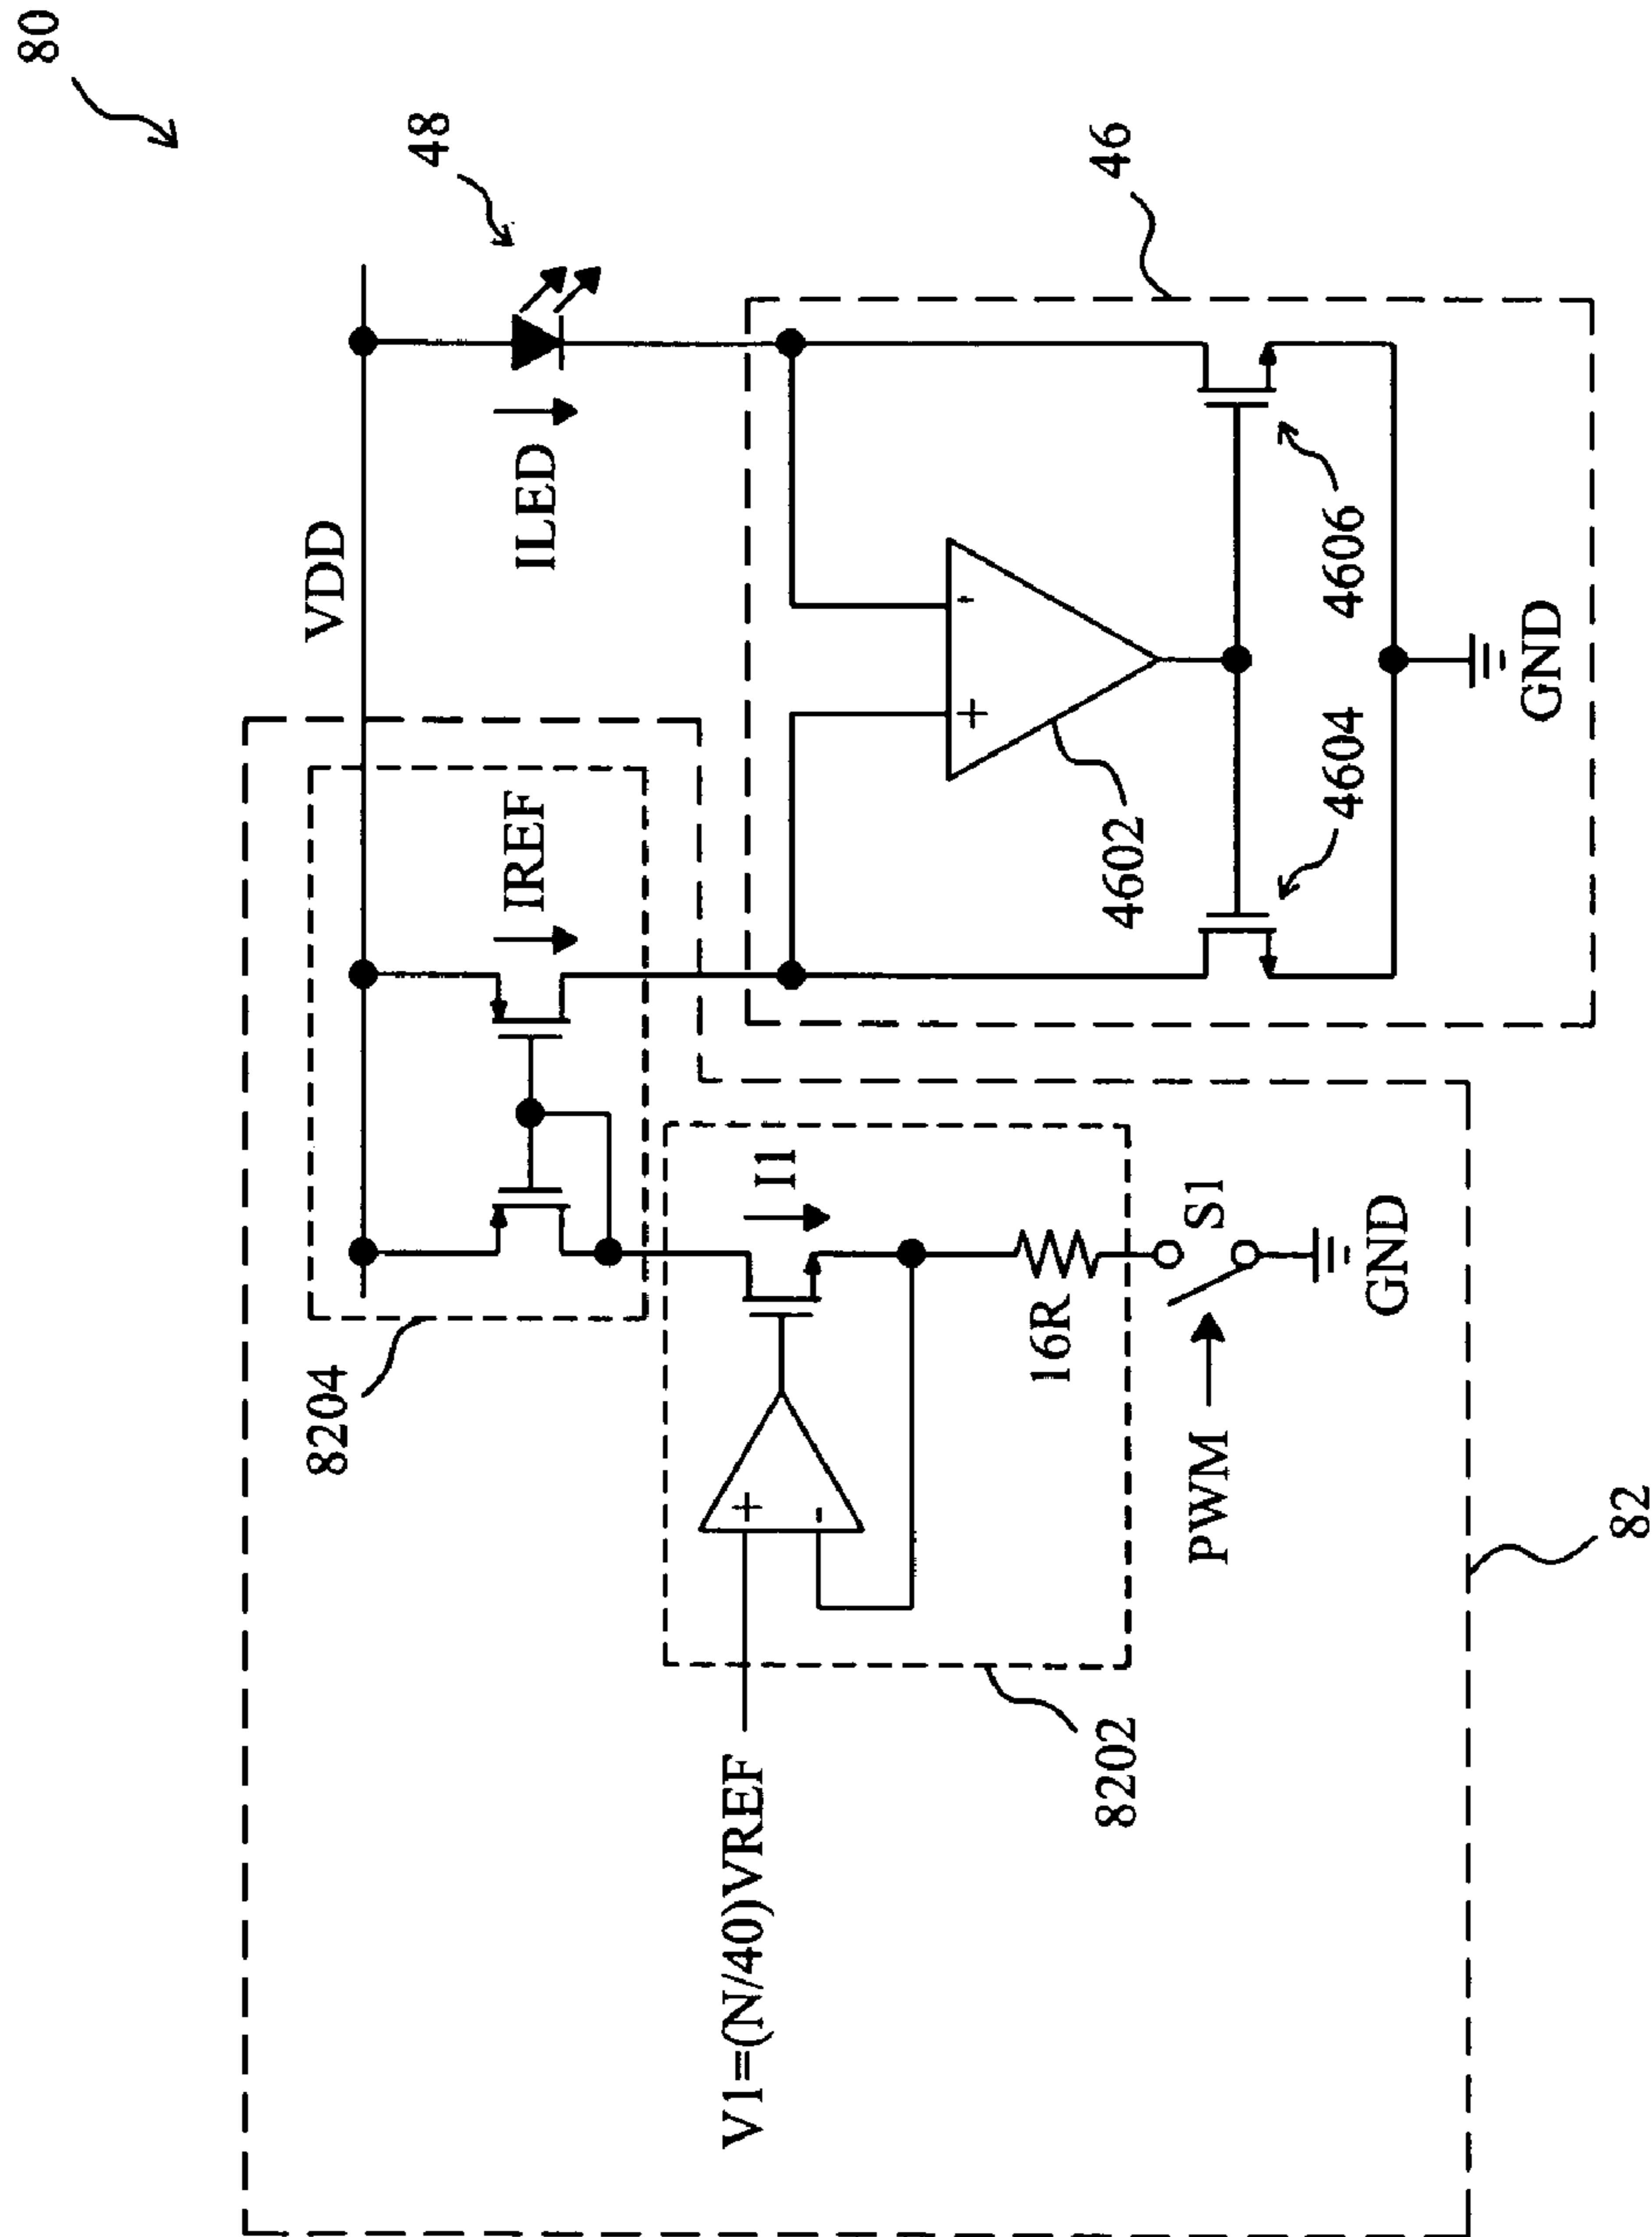 80
VDD
48
ILED
8204
IREF
46
V1=(N/40)VREF
I1
8202
16R
+
-
+
-
4602
PWM
S1
GND
4604
4606
GND
82